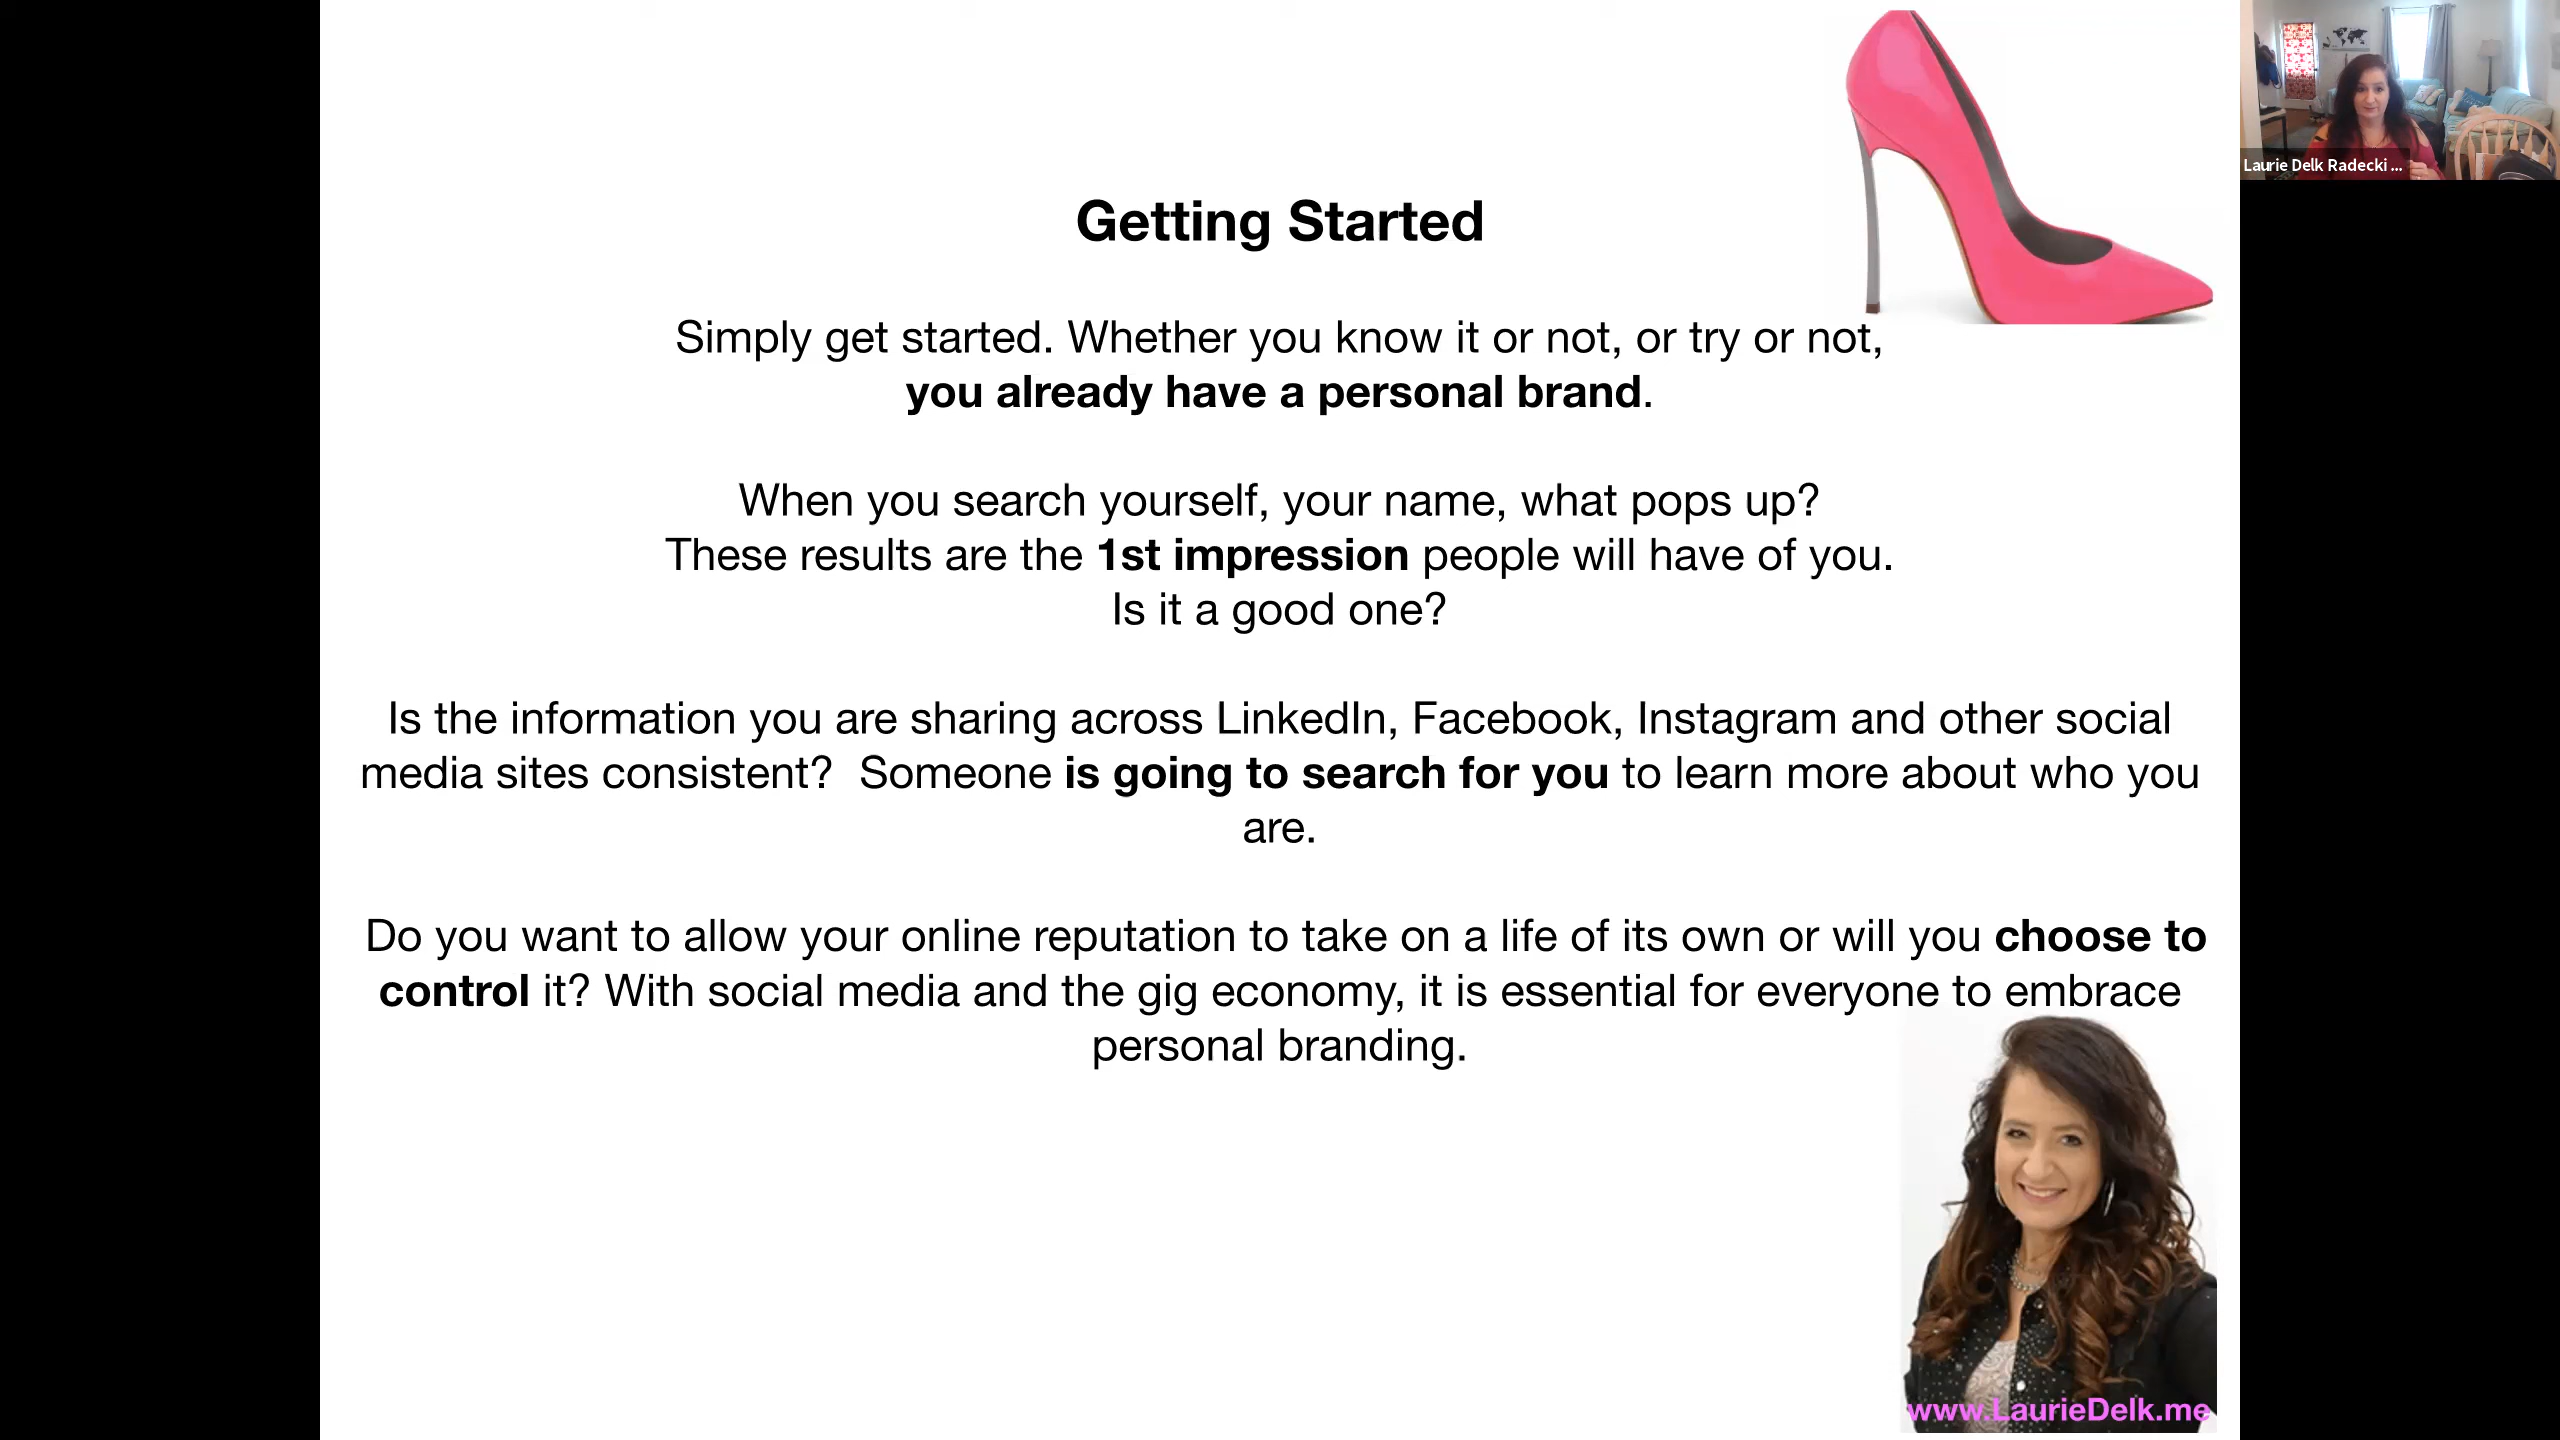 Getting Started
Simply get started. Whether you know it or not, or try or not,
you already have a personal brand.
When you search yourself, your name, what pops up?
These results are the 1st impression people will have of you.
Is it a good one?
Is the information you are sharing across LinkedIn, Facebook, Instagram and other social
media sites consistent?  Someone is going to search for you to learn more about who you
are.
Do you want to allow your online reputation to take on a life of its own or will you choose to
control it? With social media and the gig economy, it is essential for everyone to embrace
personal branding.
www.LaurieDelk.me
Laurie Delk Radecki ...